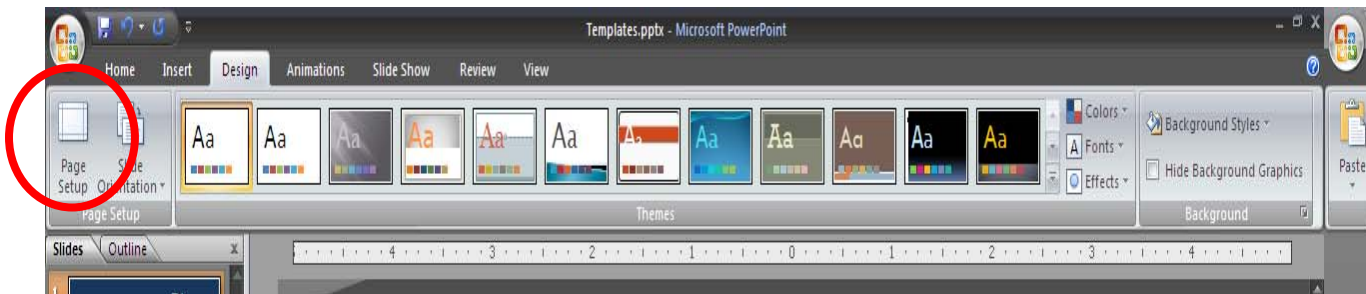 Templates.pptx - Microsoft PowerPoint
Home Insert Design Animations Slide Show Review View
Page Setup
Slide Orientation
Aa Aa Aa Aa Aa Aa Aa Aa Aa Aa Aa Aa
Colors
Fonts
Effects
Background Styles
Hide Background Graphics
Paste
Page Setup Themes Background
Slides Outline x
4 3 2 1 0 1 2 3 4
1